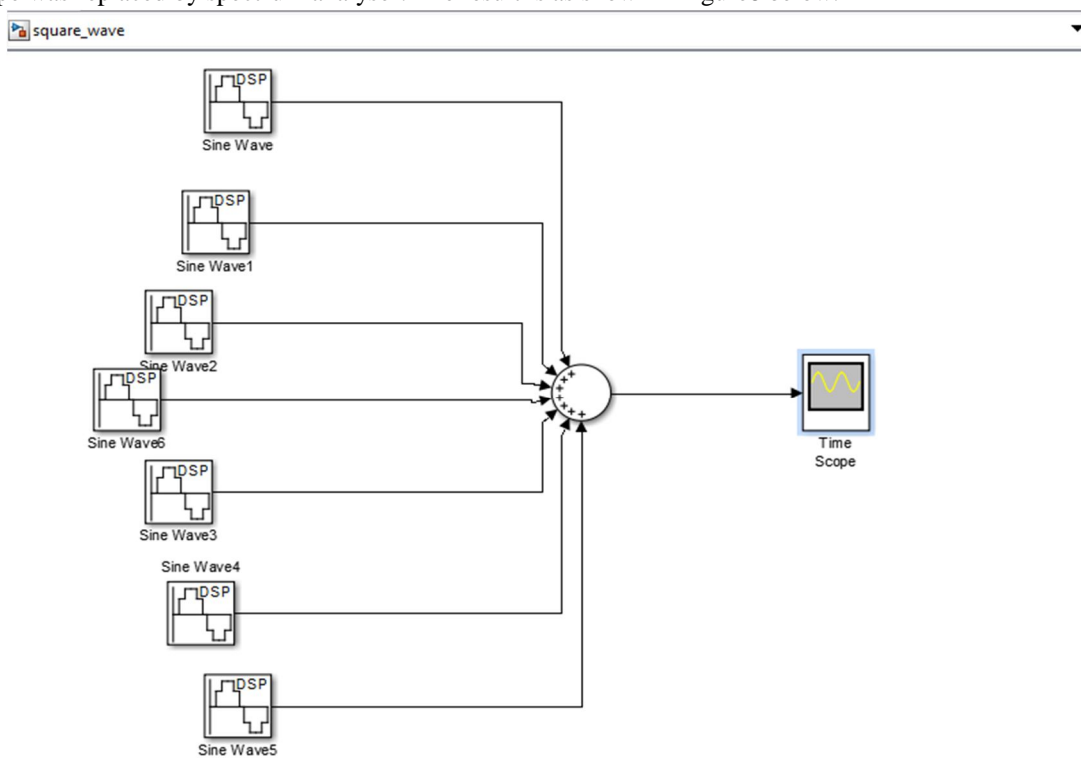 square_wave
DSP
Sine Wave
DSP
Sine Wave1
DSP
Sine Wave2
DSP
Sine Wave6
DSP
Sine Wave3
Sine Wave4
DSP
DSP
Sine Wave5
+
+
+
+
+
+
+
Time
Scope